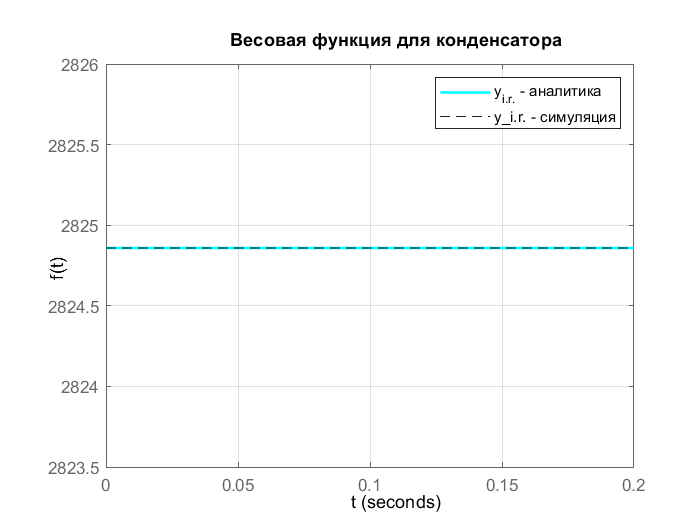 Весовая функция для конденсатора
2826
2825.5
2825
2824.5
2824
2823.5
f(t)
y_i.r. - аналитика
y_i.r. - симуляция
0 0.05 0.1 0.15 0.2
t (seconds)